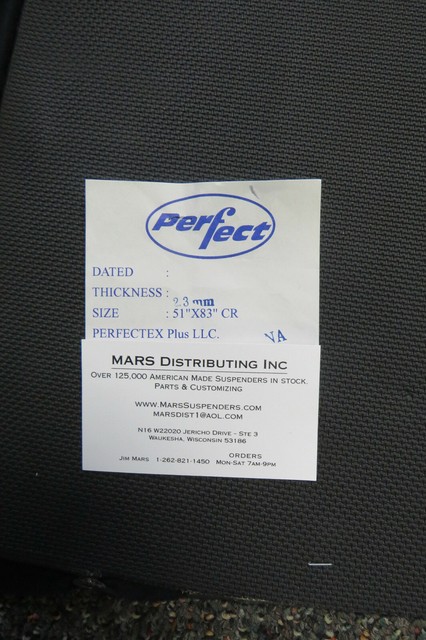 Perfect
DATED :
THICKNESS : 2.3 mm
SIZE : 51"X83" CR
PERFECTEX Plus LLC. VA
MARS DISTRIBUTING INC
OVER 125,000 AMERICAN MADE SUSPENDERS IN STOCK.
PARTS & CUSTOMIZING
WWW.MARSSUSPENDERS.COM
MARSDIST1@AOL.COM
N16 W22020 JERICHO DRIVE - STE 3
WAUKESHA, WISCONSIN 53186
ORDERS
JIM MARS 1-262-821-1450 MON-SAT 7AM-9PM